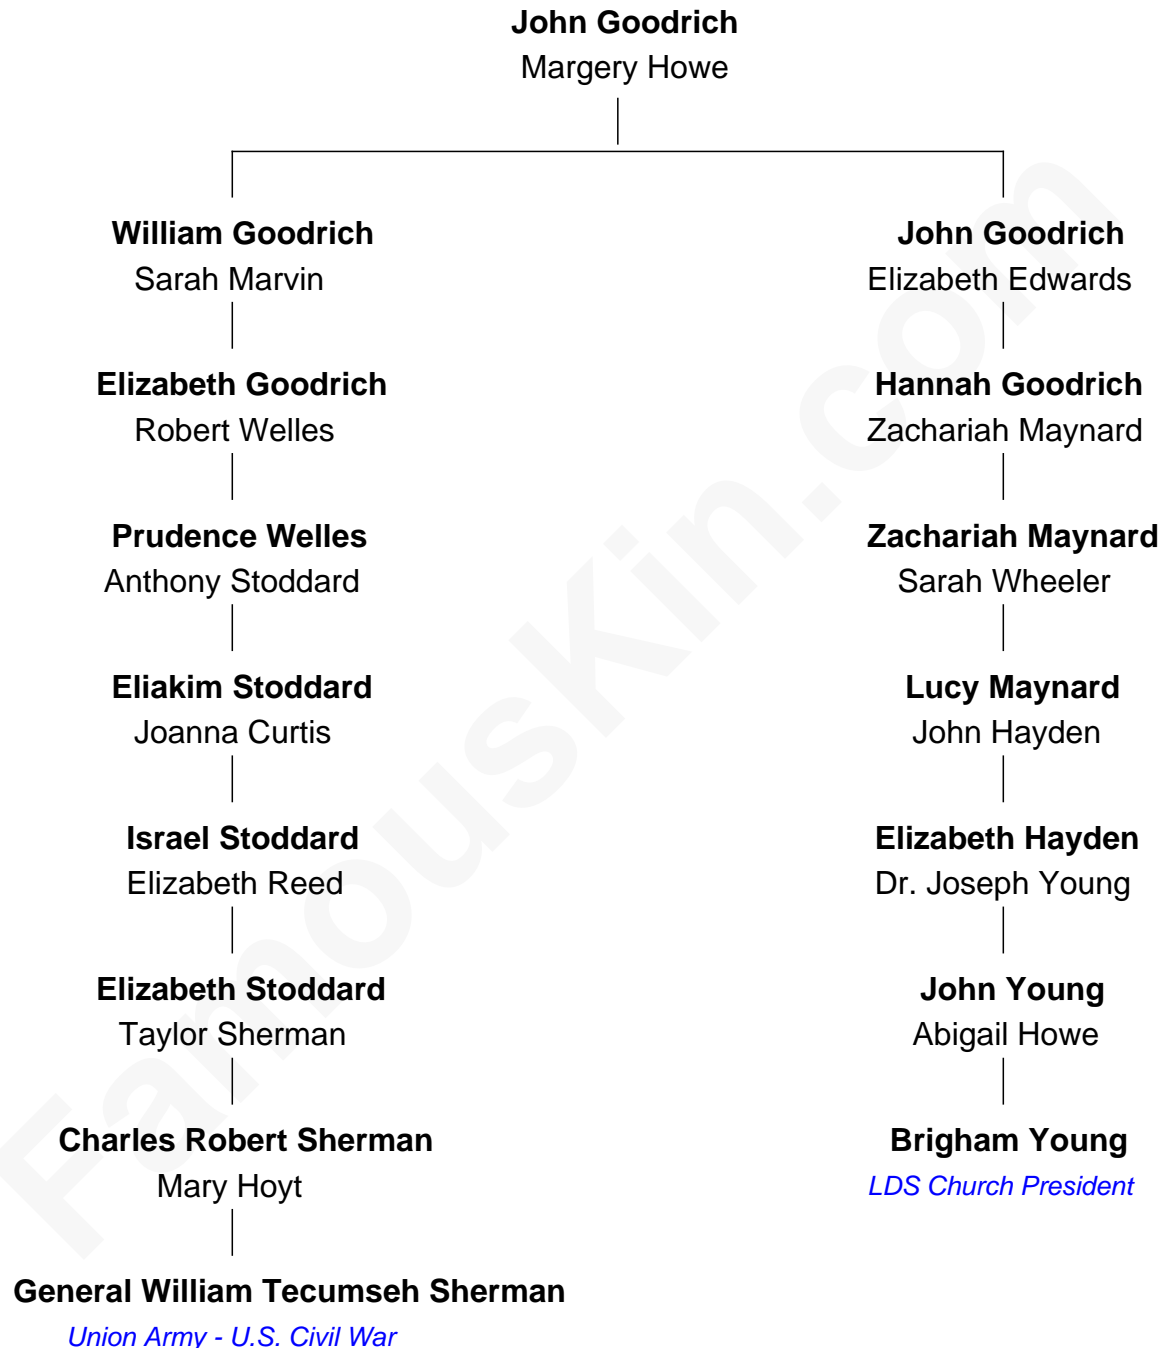 John Goodrich
Margery Howe
William Goodrich
Sarah Marvin
John Goodrich
Elizabeth Edwards
Elizabeth Goodrich
Robert Welles
Hannah Goodrich
Zachariah Maynard
Prudence Welles
Anthony Stoddard
Zachariah Maynard
Sarah Wheeler
Eliakim Stoddard
Joanna Curtis
Lucy Maynard
John Hayden
Israel Stoddard
Elizabeth Reed
Elizabeth Hayden
Dr. Joseph Young
Elizabeth Stoddard
Taylor Sherman
John Young
Abigail Howe
Charles Robert Sherman
Mary Hoyt
Brigham Young
LDS Church President
General William Tecumseh Sherman
Union Army - U.S. Civil War
FamousKin.com